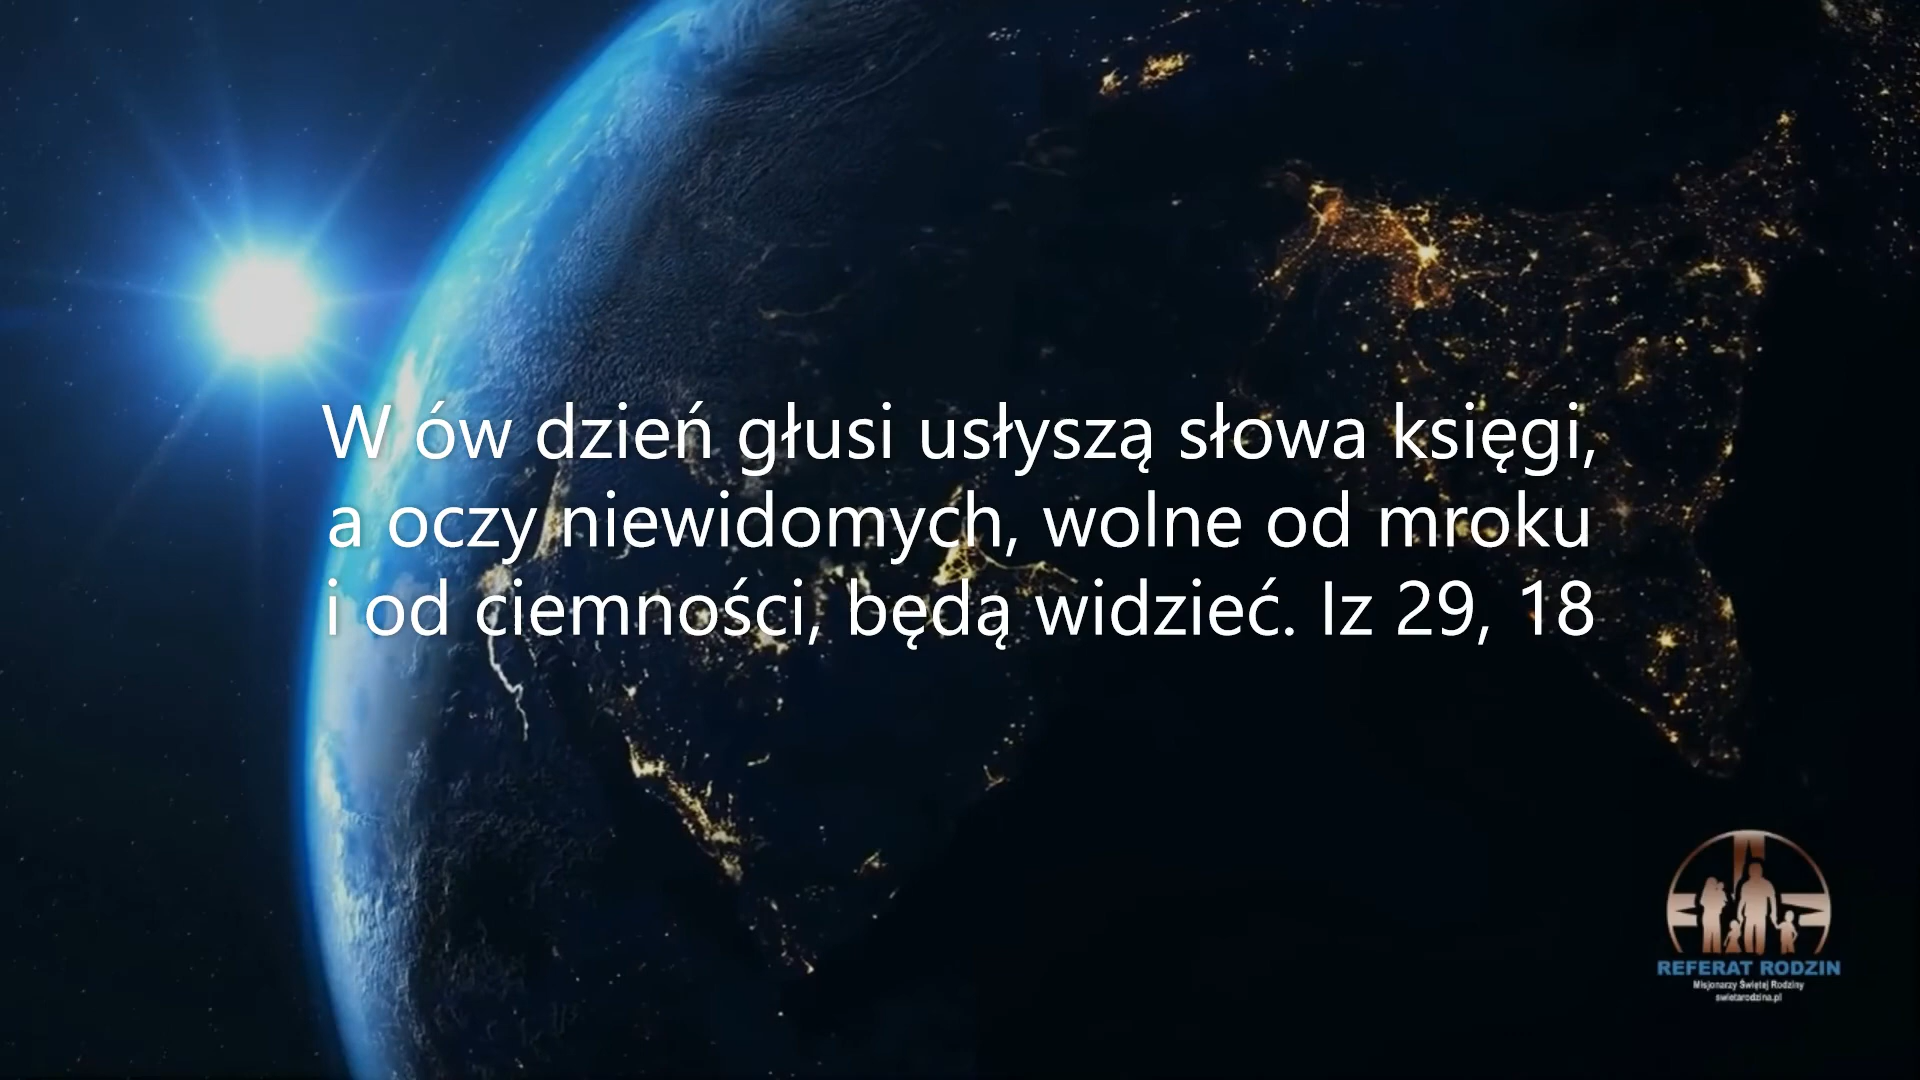 W ów dzień głusi usłyszą słowa księgi,
a oczy niewidomych, wolne od mroku
i od ciemności, będą widzieć. Iz 29, 18
REFERAT RODZIN
Misjonarzy Świętej Rodziny
swietarodzina.pl